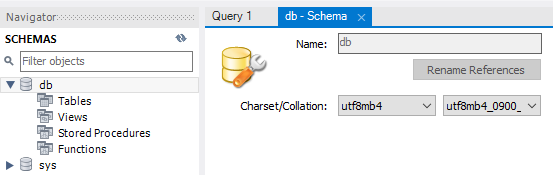 Navigator
SCHEMAS
Filter objects
db
Tables
Views
Stored Procedures
Functions
sys
Query 1
db - Schema
Name:
db
Rename References
Charset/Collation:
utf8mb4
utf8mb4_0900_